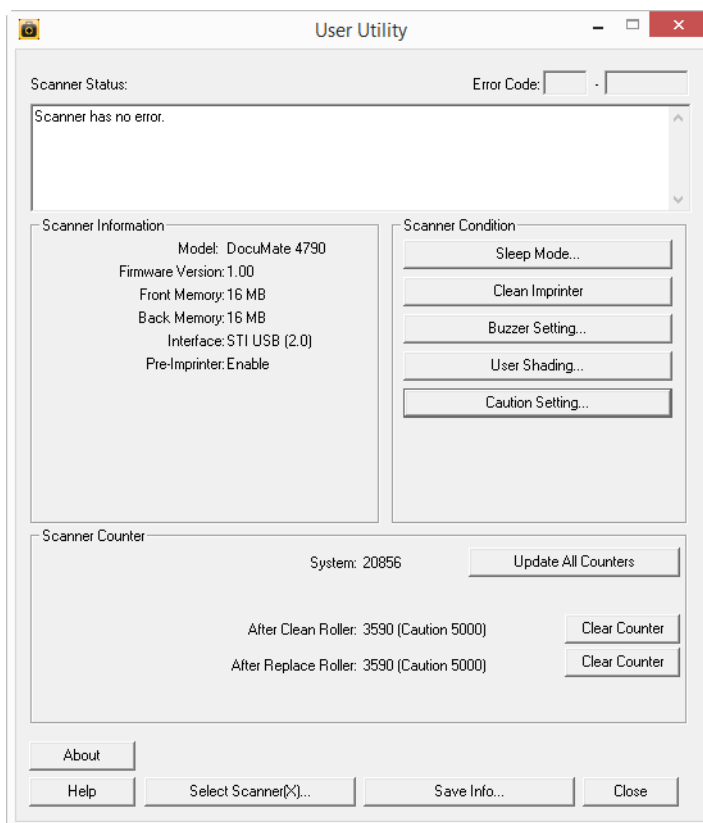 User Utility
Scanner Status:
Error Code: -
Scanner has no error.
Scanner Information
Model: DocuMate 4790
Firmware Version: 1.00
Front Memory: 16 MB
Back Memory: 16 MB
Interface: STI USB (2.0)
Pre-Imprinter: Enable
Scanner Condition
Sleep Mode...
Clean Imprinter
Buzzer Setting...
User Shading...
Caution Setting...
Scanner Counter
System: 20856
Update All Counters
After Clean Roller: 3590 (Caution 5000)
Clear Counter
After Replace Roller: 3590 (Caution 5000)
Clear Counter
About
Help
Select Scanner(X)...
Save Info...
Close